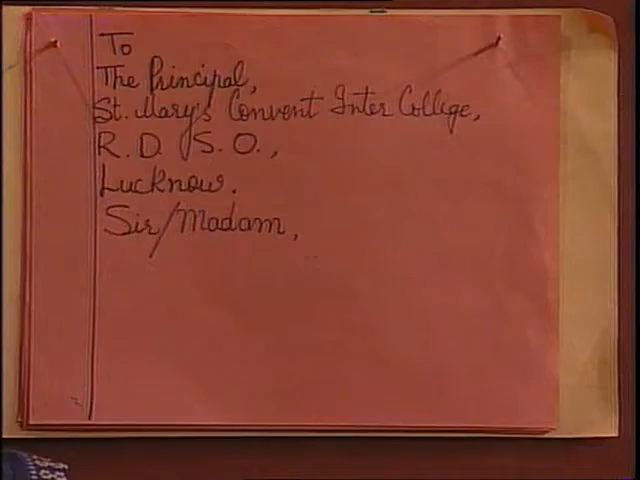 To
The Principal,
St. Mary's Convent Inter College,
R. D. S. O.,
Lucknow.
Sir/Madam,